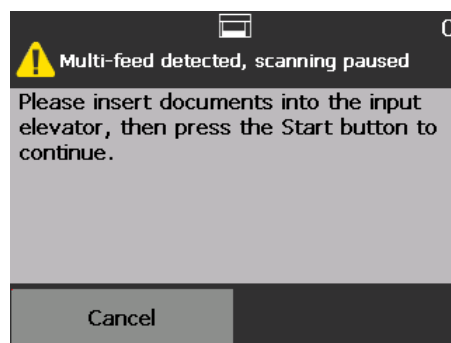 Multi-feed detected, scanning paused
Please insert documents into the input
elevator, then press the Start button to
continue.
Cancel